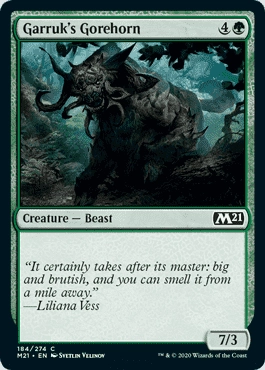 Garruk's Gorehorn 4
Creature — Beast M21
"It certainly takes after its master: big
and brutish, and you can smell it from
a mile away."
—Liliana Vess
7/3
184/274 C
M21 • EN Svetlin Velinov ™ & © 2020 Wizards of the Coast